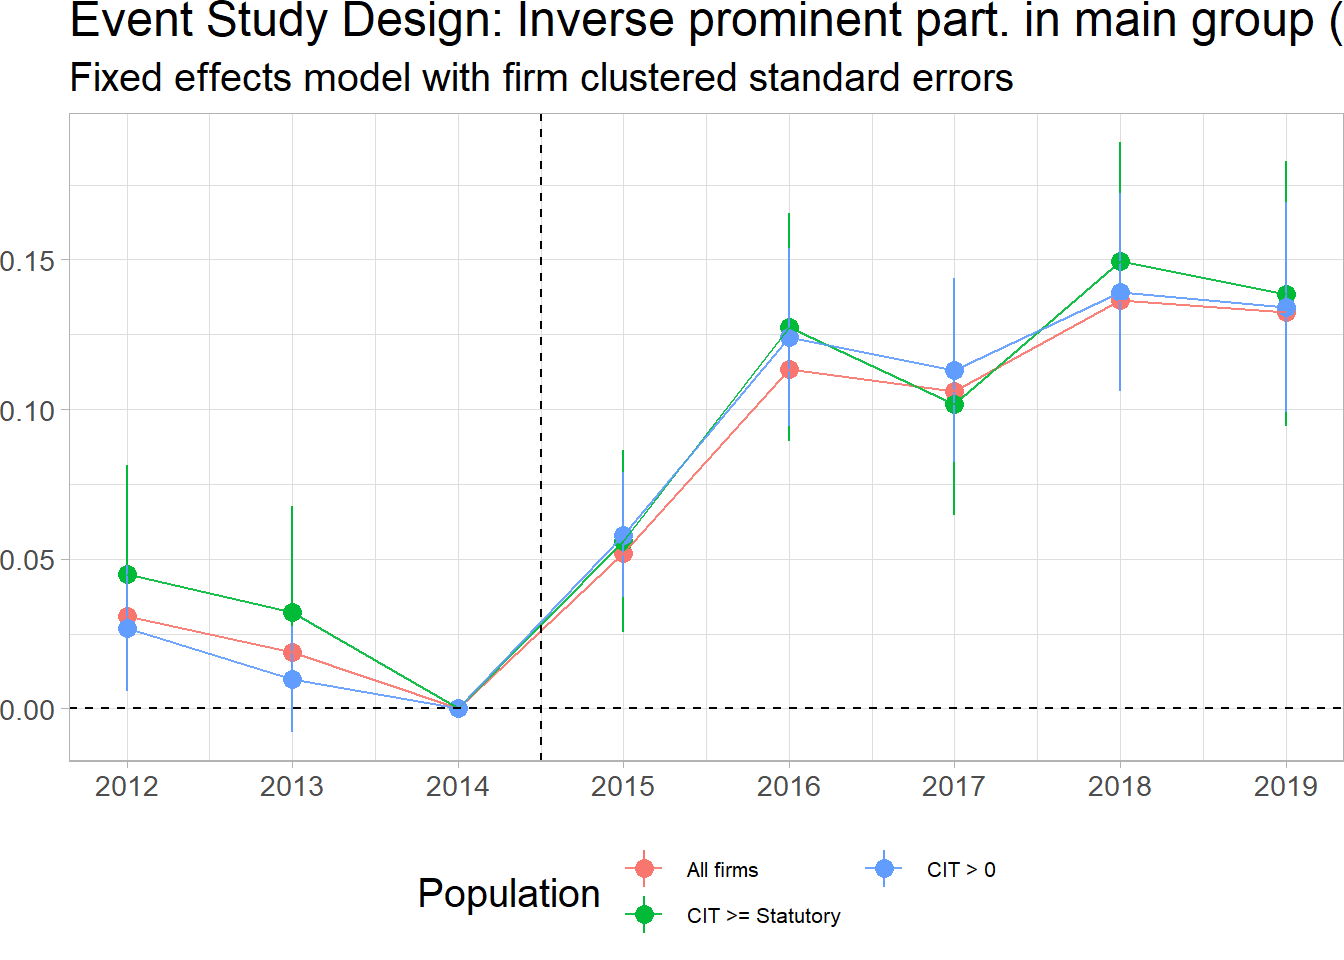 Event Study Design: Inverse prominent part. in main group (
Fixed effects model with firm clustered standard errors
0.15
0.10
0.05
0.00
2012 2013 2014 2015 2016 2017 2018 2019
Population
All firms
CIT >= Statutory
CIT > 0